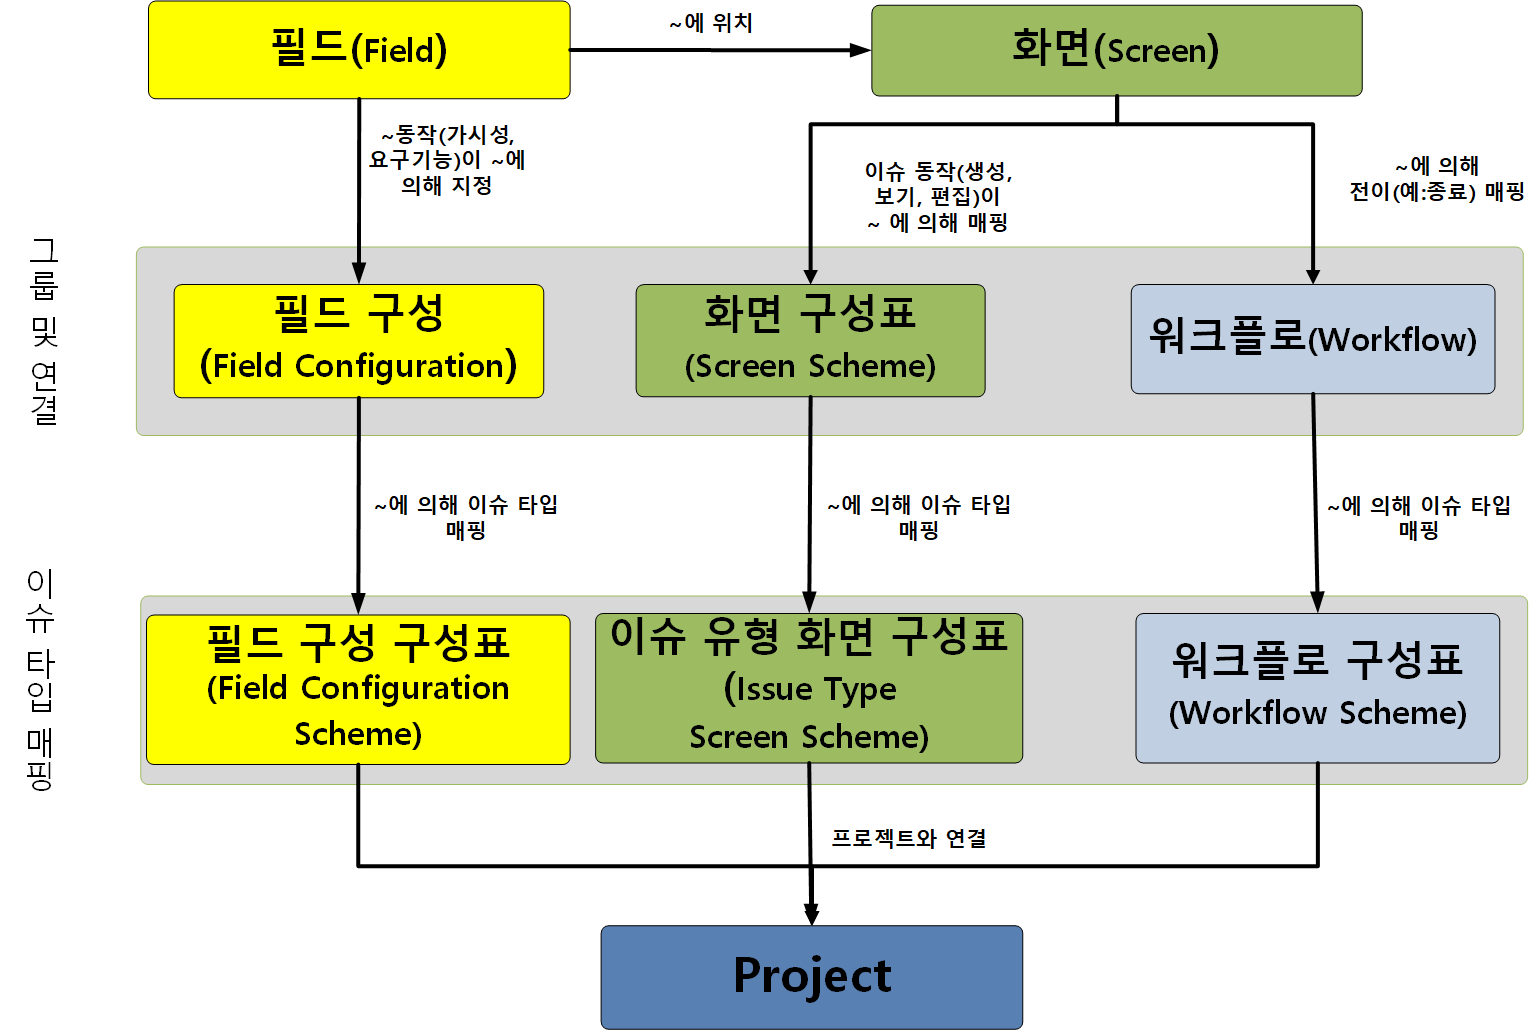 필드(Field)
~에 위치
화면(Screen)
~동작(가시성,
요구기능)이 ~에
의해 지정
이슈 동작(생성,
보기, 편집)이
~ 에 의해 매핑
~에 의해
전이(예:종료) 매핑
그룹 및 연결
필드 구성
(Field Configuration)
화면 구성표
(Screen Scheme)
워크플로(Workflow)
~에 의해 이슈 타입
매핑
~에 의해 이슈 타입
매핑
~에 의해 이슈 타입
매핑
이슈 타입 매핑
필드 구성 구성표
(Field Configuration
Scheme)
이슈 유형 화면 구성표
(Issue Type
Screen Scheme)
워크플로 구성표
(Workflow Scheme)
프로젝트와 연결
Project